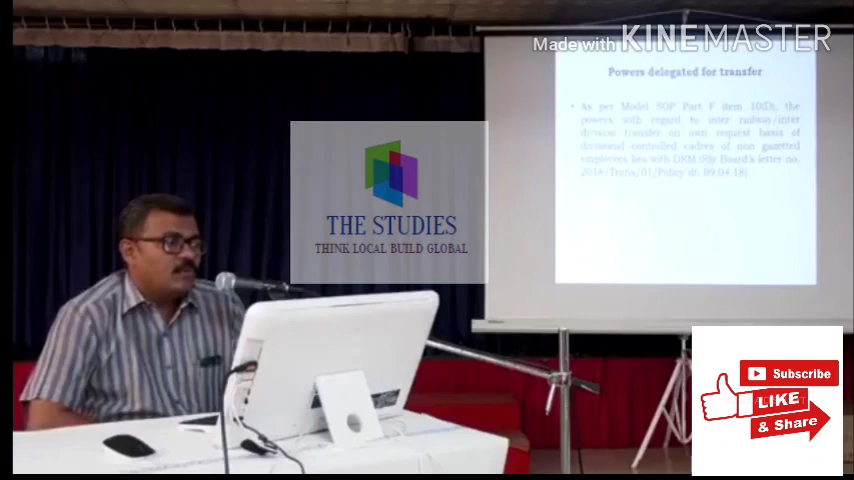 Made with KINEMASTER
Powers delegated for transfer
• As per Model SOP Part F item 10(D), the
powers with regard to inter railway/inter
division transfer on own request basis of
divisional controlled cadres of non gazetted
employees lies with DRM (Rly Board's letter no.
2018/Trans/01/Policy dt. 09.04.18)
THE STUDIES
THINK LOCAL BUILD GLOBAL
Subscribe
LIKE
& Share